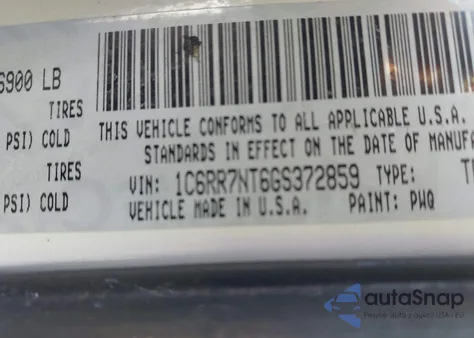 6900 LB
TIRES
PSI) COLD
TIRES
PSI) COLD
THIS VEHICLE CONFORMS TO ALL APPLICABLE U.S.A.
STANDARDS IN EFFECT ON THE DATE OF MANUFA
VIN: 1C6RR7NT6GS372859 TYPE:
VEHICLE MADE IN U.S.A. PAINT: PWQ
autaSnap